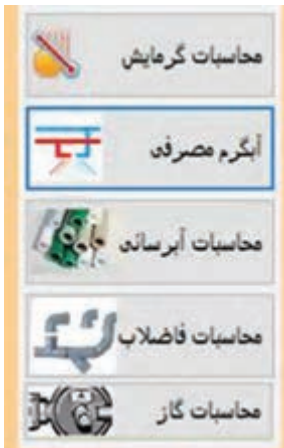 محاسبات گرمایش
آبگرم مصرفی
محاسبات آبرسانی
محاسبات فاضلاب
محاسبات گاز